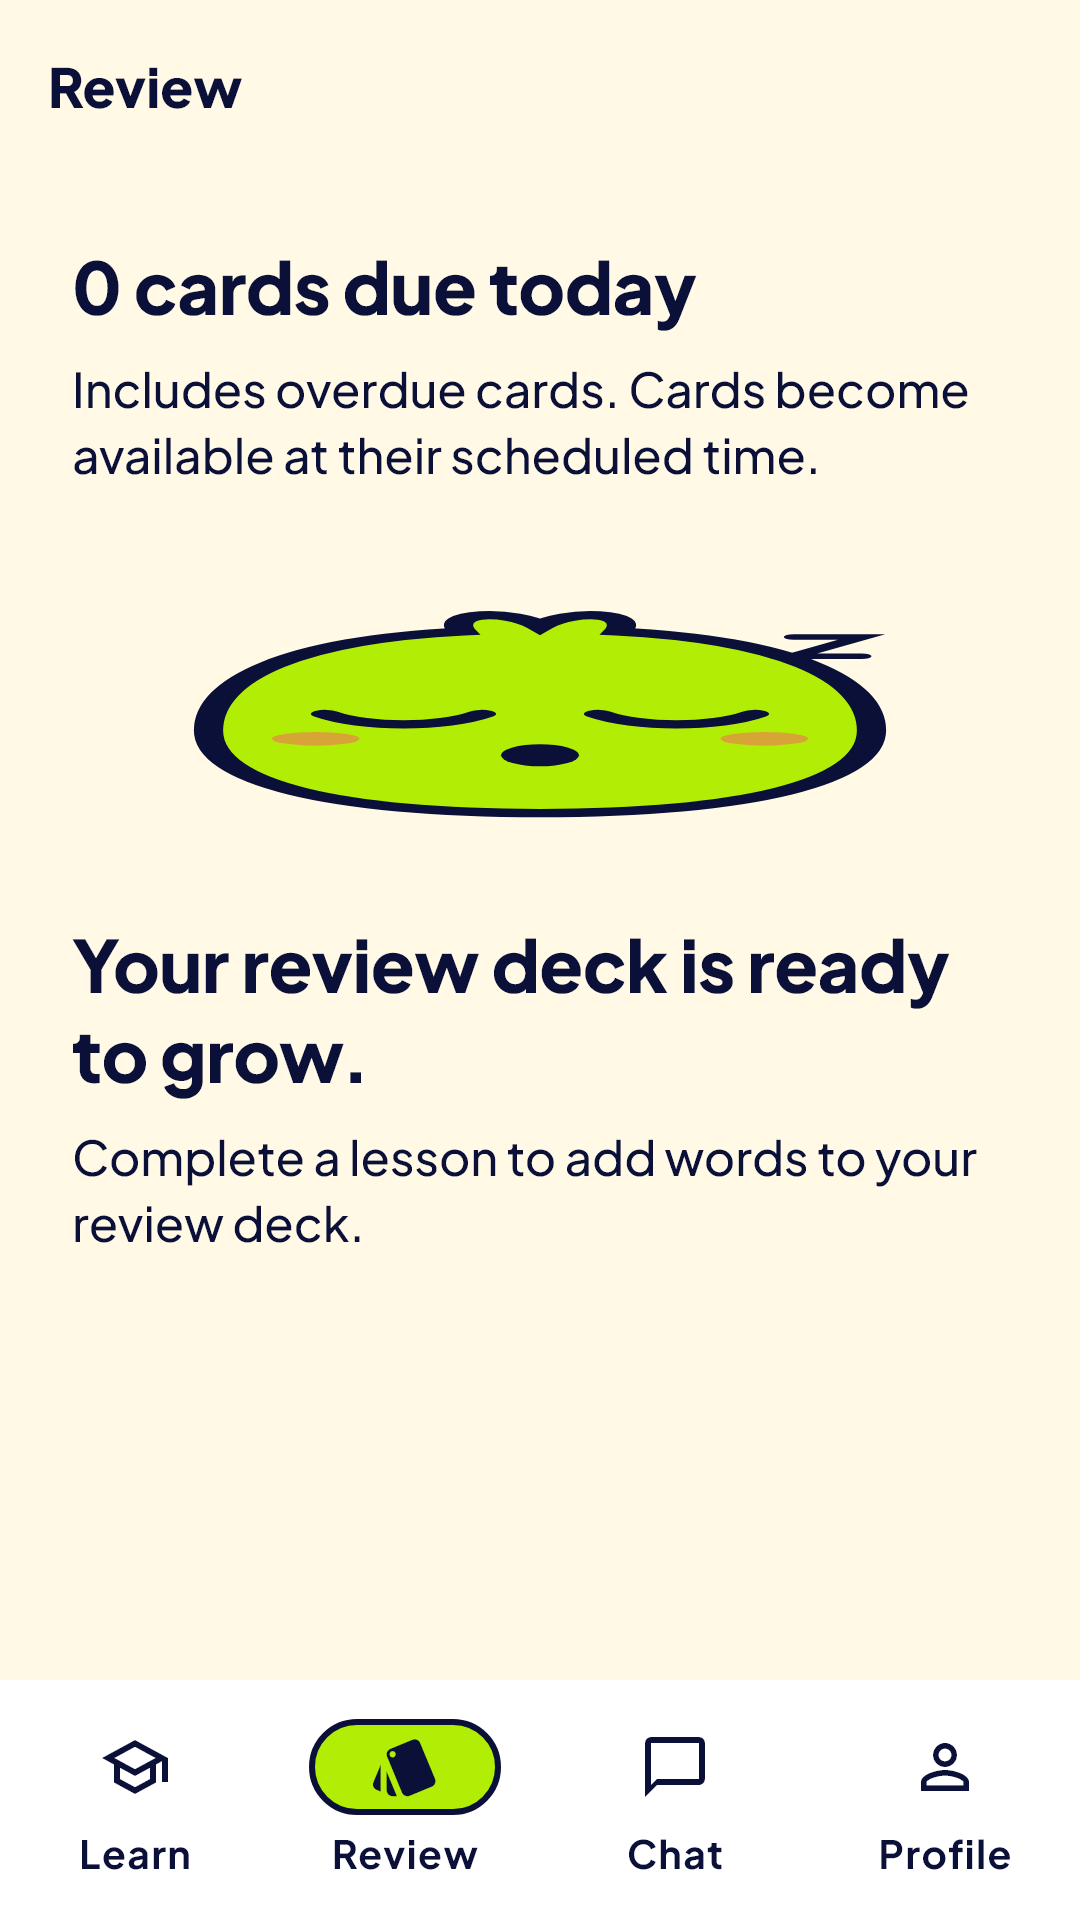 Review
0 cards due today
Includes overdue cards. Cards become
available at their scheduled time.
Your review deck is ready
to grow.
Complete a lesson to add words to your
review deck.
Learn
Review
Chat
Profile